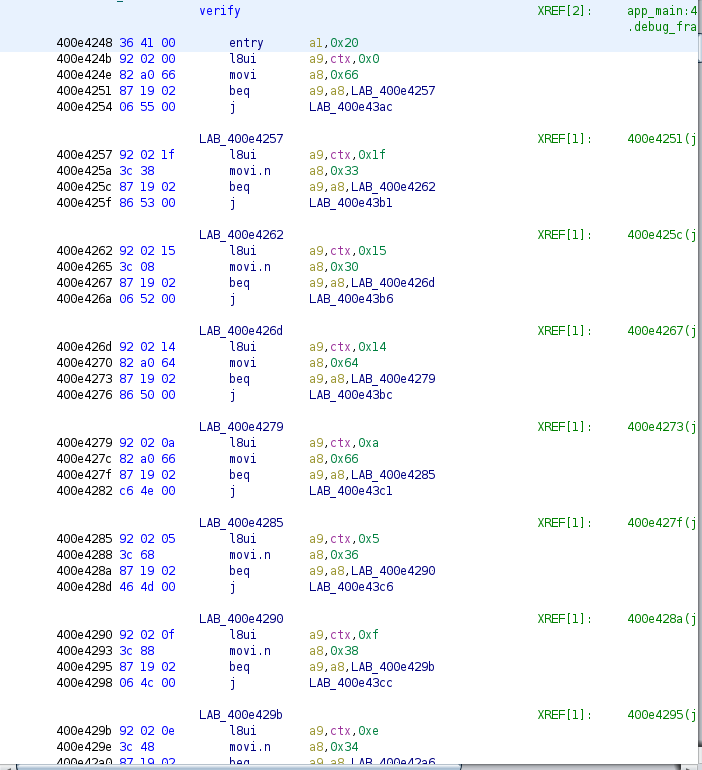 verify XREF[2]: app_main:4
.debug_fra
400e4248 36 41 00 entry a1,0x20
400e424b 92 02 00 l8ui a9,ctx,0x0
400e424e 82 a0 66 movi a8,0x66
400e4251 87 19 02 beq a9,a8,LAB_400e4257
400e4254 06 55 00 j LAB_400e43ac
LAB_400e4257 XREF[1]: 400e4251(j
400e4257 92 02 1f l8ui a9,ctx,0x1f
400e425a 3c 38 movi.n a8,0x33
400e425c 87 19 02 beq a9,a8,LAB_400e4262
400e425f 86 53 00 j LAB_400e43b1
LAB_400e4262 XREF[1]: 400e425c(j
400e4262 92 02 15 l8ui a9,ctx,0x15
400e4265 3c 08 movi.n a8,0x30
400e4267 87 19 02 beq a9,a8,LAB_400e426d
400e426a 06 52 00 j LAB_400e43b6
LAB_400e426d XREF[1]: 400e4267(j
400e426d 92 02 14 l8ui a9,ctx,0x14
400e4270 82 a0 64 movi a8,0x64
400e4273 87 19 02 beq a9,a8,LAB_400e4279
400e4276 86 50 00 j LAB_400e43bc
LAB_400e4279 XREF[1]: 400e4273(j
400e4279 92 02 0a l8ui a9,ctx,0xa
400e427c 82 a0 66 movi a8,0x66
400e427f 87 19 02 beq a9,a8,LAB_400e4285
400e4282 c6 4e 00 j LAB_400e43c1
LAB_400e4285 XREF[1]: 400e427f(j
400e4285 92 02 05 l8ui a9,ctx,0x5
400e4288 3c 68 movi.n a8,0x36
400e428a 87 19 02 beq a9,a8,LAB_400e4290
400e428d 46 4d 00 j LAB_400e43c6
LAB_400e4290 XREF[1]: 400e428a(j
400e4290 92 02 0f l8ui a9,ctx,0xf
400e4293 3c 88 movi.n a8,0x38
400e4295 87 19 02 beq a9,a8,LAB_400e429b
400e4298 06 4c 00 j LAB_400e43cc
LAB_400e429b XREF[1]: 400e4295(j
400e429b 92 02 0e l8ui a9,ctx,0xe
400e429e 3c 48 movi.n a8,0x34
400e42a0 87 19 02 beq a9,a8,LAB_400e42a6